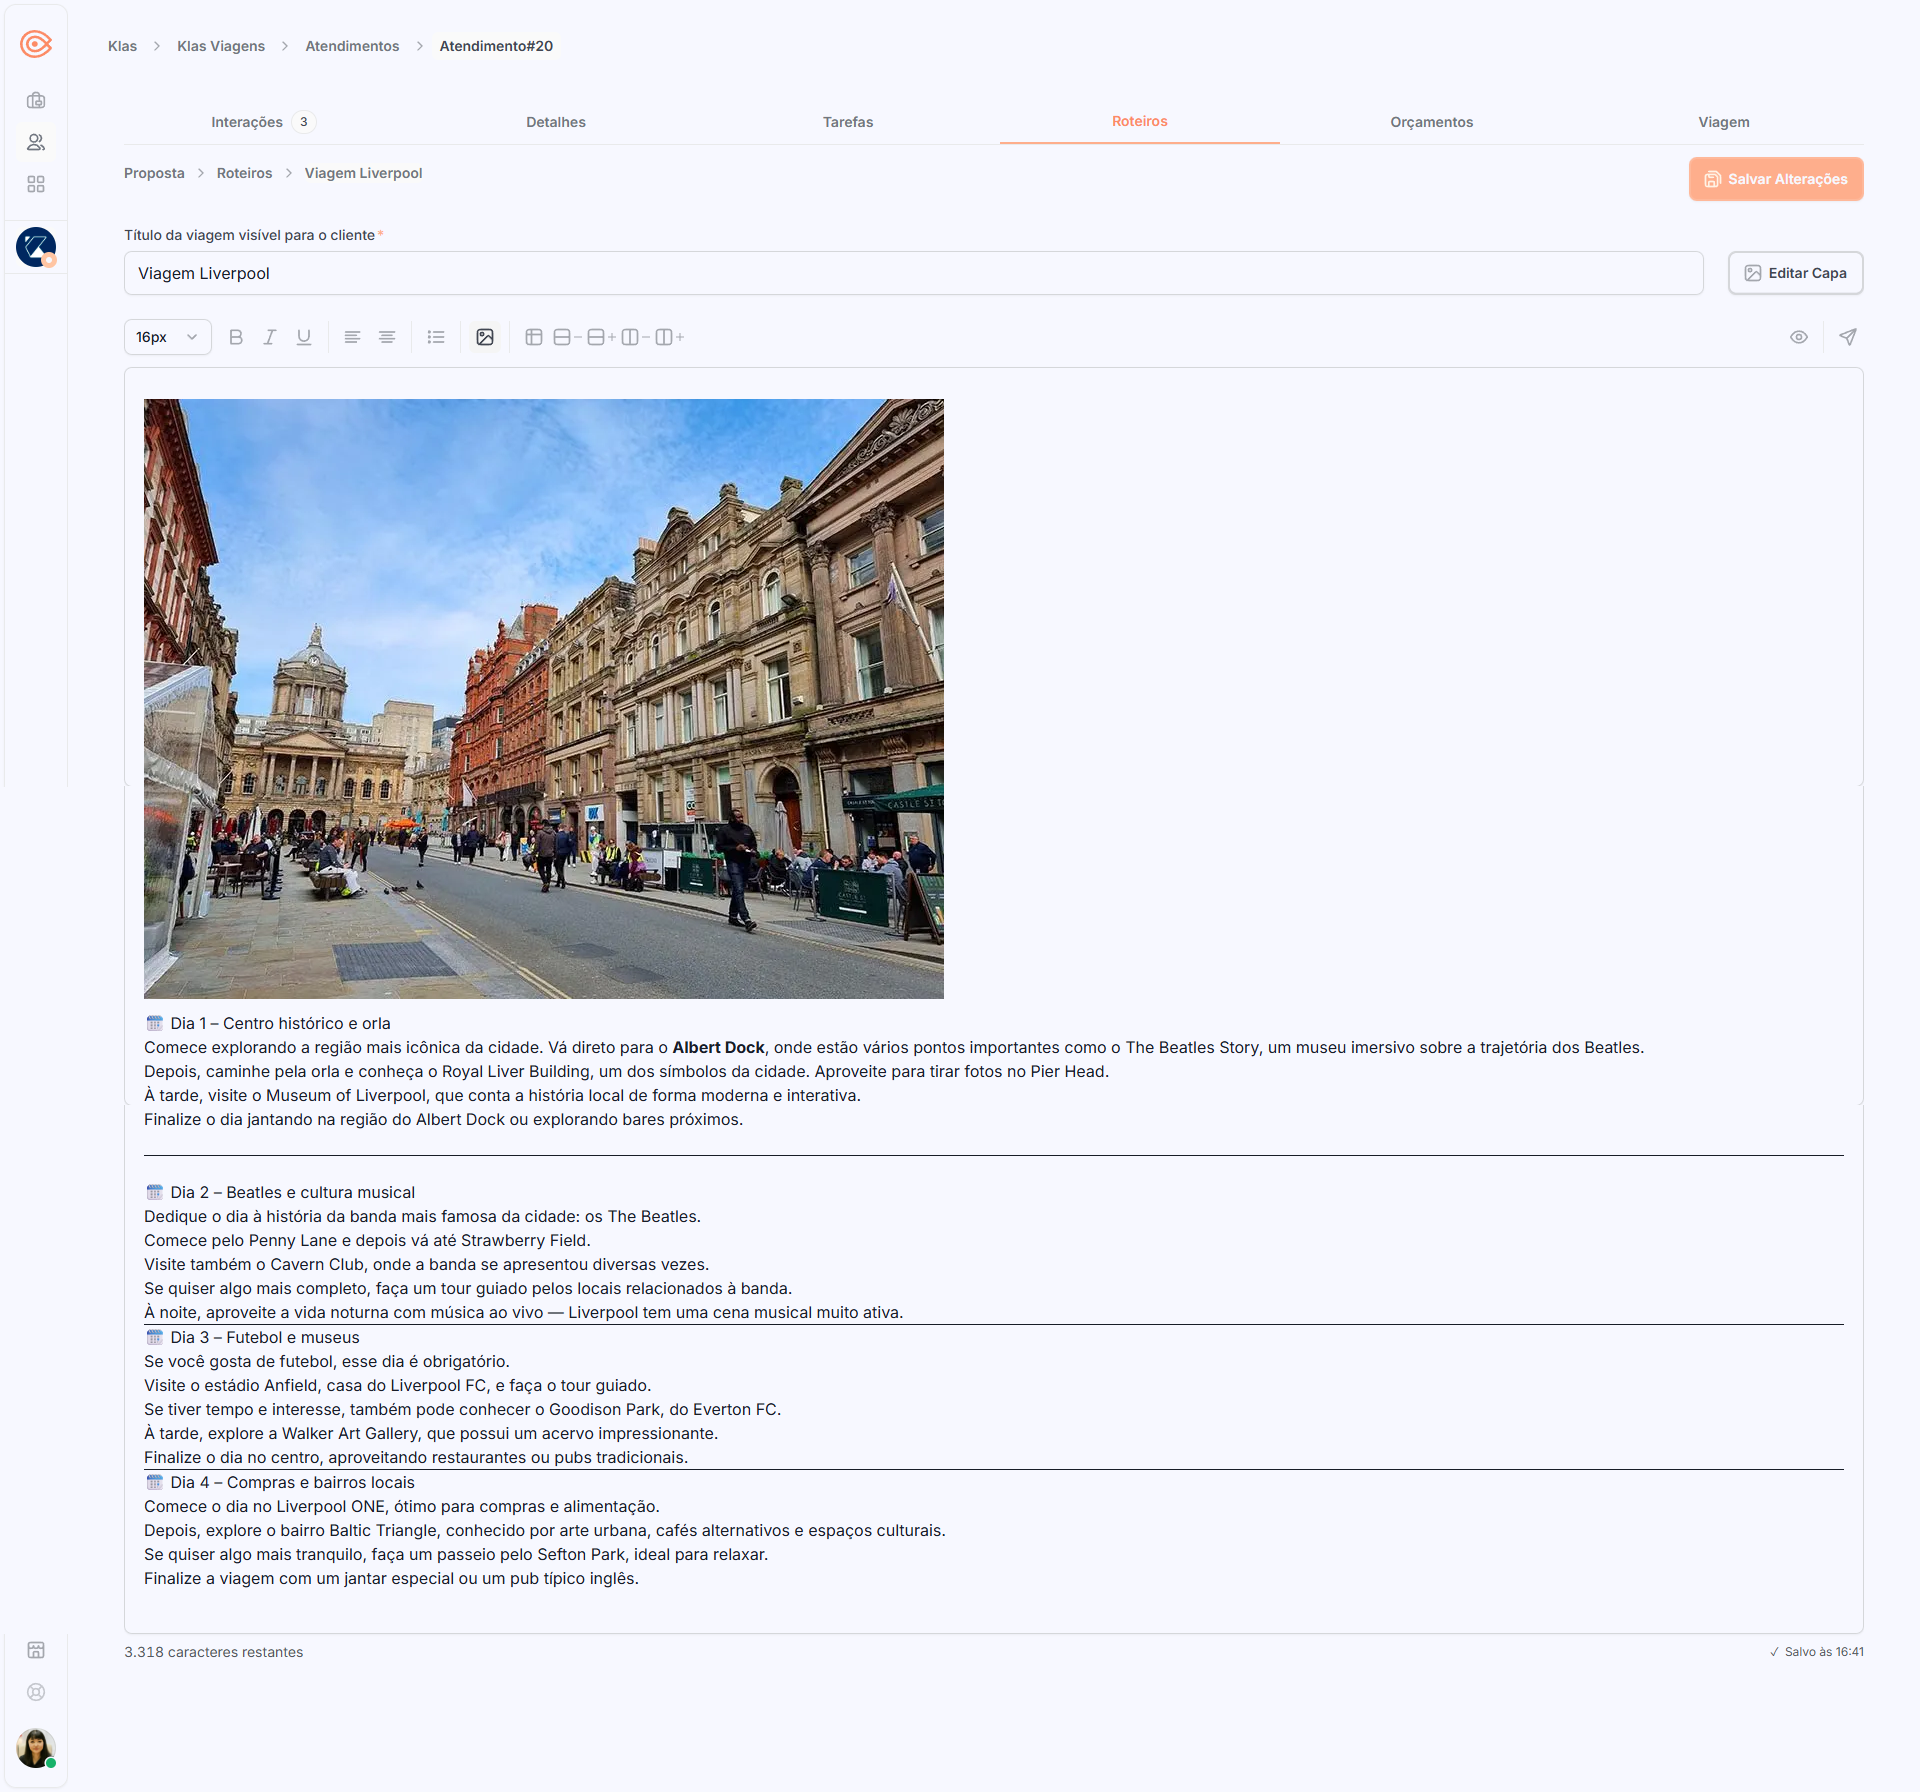 Klas > Klas Viagens > Atendimentos > Atendimento#20
Interações 3 Detalhes Tarefas Roteiros Orçamentos Viagem
Proposta > Roteiros > Viagem Liverpool
Salvar Alterações
Título da viagem visível para o cliente*
Viagem Liverpool
Editar Capa
16px
CASTLE ST
Dia 1 – Centro histórico e orla
Comece explorando a região mais icônica da cidade. Vá direto para o Albert Dock, onde estão vários pontos importantes como o The Beatles Story, um museu imersivo sobre a trajetória dos Beatles.
Depois, caminhe pela orla e conheça o Royal Liver Building, um dos símbolos da cidade. Aproveite para tirar fotos no Pier Head.
À tarde, visite o Museum of Liverpool, que conta a história local de forma moderna e interativa.
Finalize o dia jantando na região do Albert Dock ou explorando bares próximos.
Dia 2 – Beatles e cultura musical
Dedique o dia à história da banda mais famosa da cidade: os The Beatles.
Comece pelo Penny Lane e depois vá até Strawberry Field.
Visite também o Cavern Club, onde a banda se apresentou diversas vezes.
Se quiser algo mais completo, faça um tour guiado pelos locais relacionados à banda.
À noite, aproveite a vida noturna com música ao vivo — Liverpool tem uma cena musical muito ativa.
Dia 3 – Futebol e museus
Se você gosta de futebol, esse dia é obrigatório.
Visite o estádio Anfield, casa do Liverpool FC, e faça o tour guiado.
Se tiver tempo e interesse, também pode conhecer o Goodison Park, do Everton FC.
À tarde, explore a Walker Art Gallery, que possui um acervo impressionante.
Finalize o dia no centro, aproveitando restaurantes ou pubs tradicionais.
Dia 4 – Compras e bairros locais
Comece o dia no Liverpool ONE, ótimo para compras e alimentação.
Depois, explore o bairro Baltic Triangle, conhecido por arte urbana, cafés alternativos e espaços culturais.
Se quiser algo mais tranquilo, faça um passeio pelo Sefton Park, ideal para relaxar.
Finalize a viagem com um jantar especial ou um pub típico inglês.
3.318 caracteres restantes
✓ Salvo às 16:41